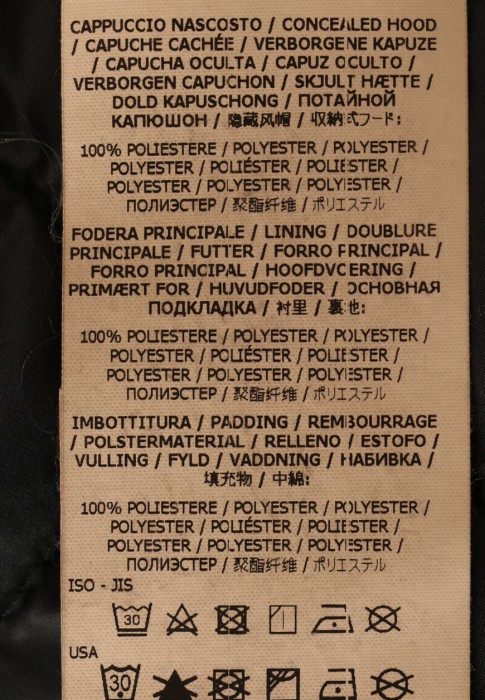 CAPPUCCIO NASCOSTO / CONCEALED HOOD
/ CAPUCHE CACHÉE / VERBORGENE KAPUZE
/ CAPUCHA OCULTA / CAPUZ OCULTO /
VERBORGEN CAPUCHON / SKJULT HÆTTE /
DOLD KAPUSCHONG / ПОТАЙНОЙ
КАПЮШОН / 隐藏风帽 / 収納式フード:
100% POLIESTERE / POLYESTER / POLYESTER /
POLYESTER / POLIÉSTER / POLIESTER /
POLYESTER / POLYESTER / POLYESTER /
ПОЛИЭСТЕР / 聚酯纤维 / ポリエステル
FODERA PRINCIPALE / LINING / DOUBLURE
PRINCIPALE / FUTTER / FORRO PRINCIPAL /
FORRO PRINCIPAL / HOOFDVOERING /
PRIMÆRT FOR / HUVUDFODER / ОСНОВНАЯ
ПОДКЛАДКА / 衬里 / 裏地:
100% POLIESTERE / POLYESTER / POLYESTER /
POLYESTER / POLIÉSTER / POLIESTER /
POLYESTER / POLYESTER / POLYESTER /
ПОЛИЭСТЕР / 聚酯纤维 / ポリエステル
IMBOTTITURA / PADDING / REMBOURRAGE
/ POLSTERMATERIAL / RELLENO / ESTOFO /
VULLING / FYLD / VADDNING / НАБИВКА /
填充物 / 中綿:
100% POLIESTERE / POLYESTER / POLYESTER /
POLYESTER / POLIÉSTER / POLIESTER /
POLYESTER / POLYESTER / POLYESTER /
ПОЛИЭСТЕР / 聚酯纤维 / ポリエステル
ISO - JIS
30
USA
30